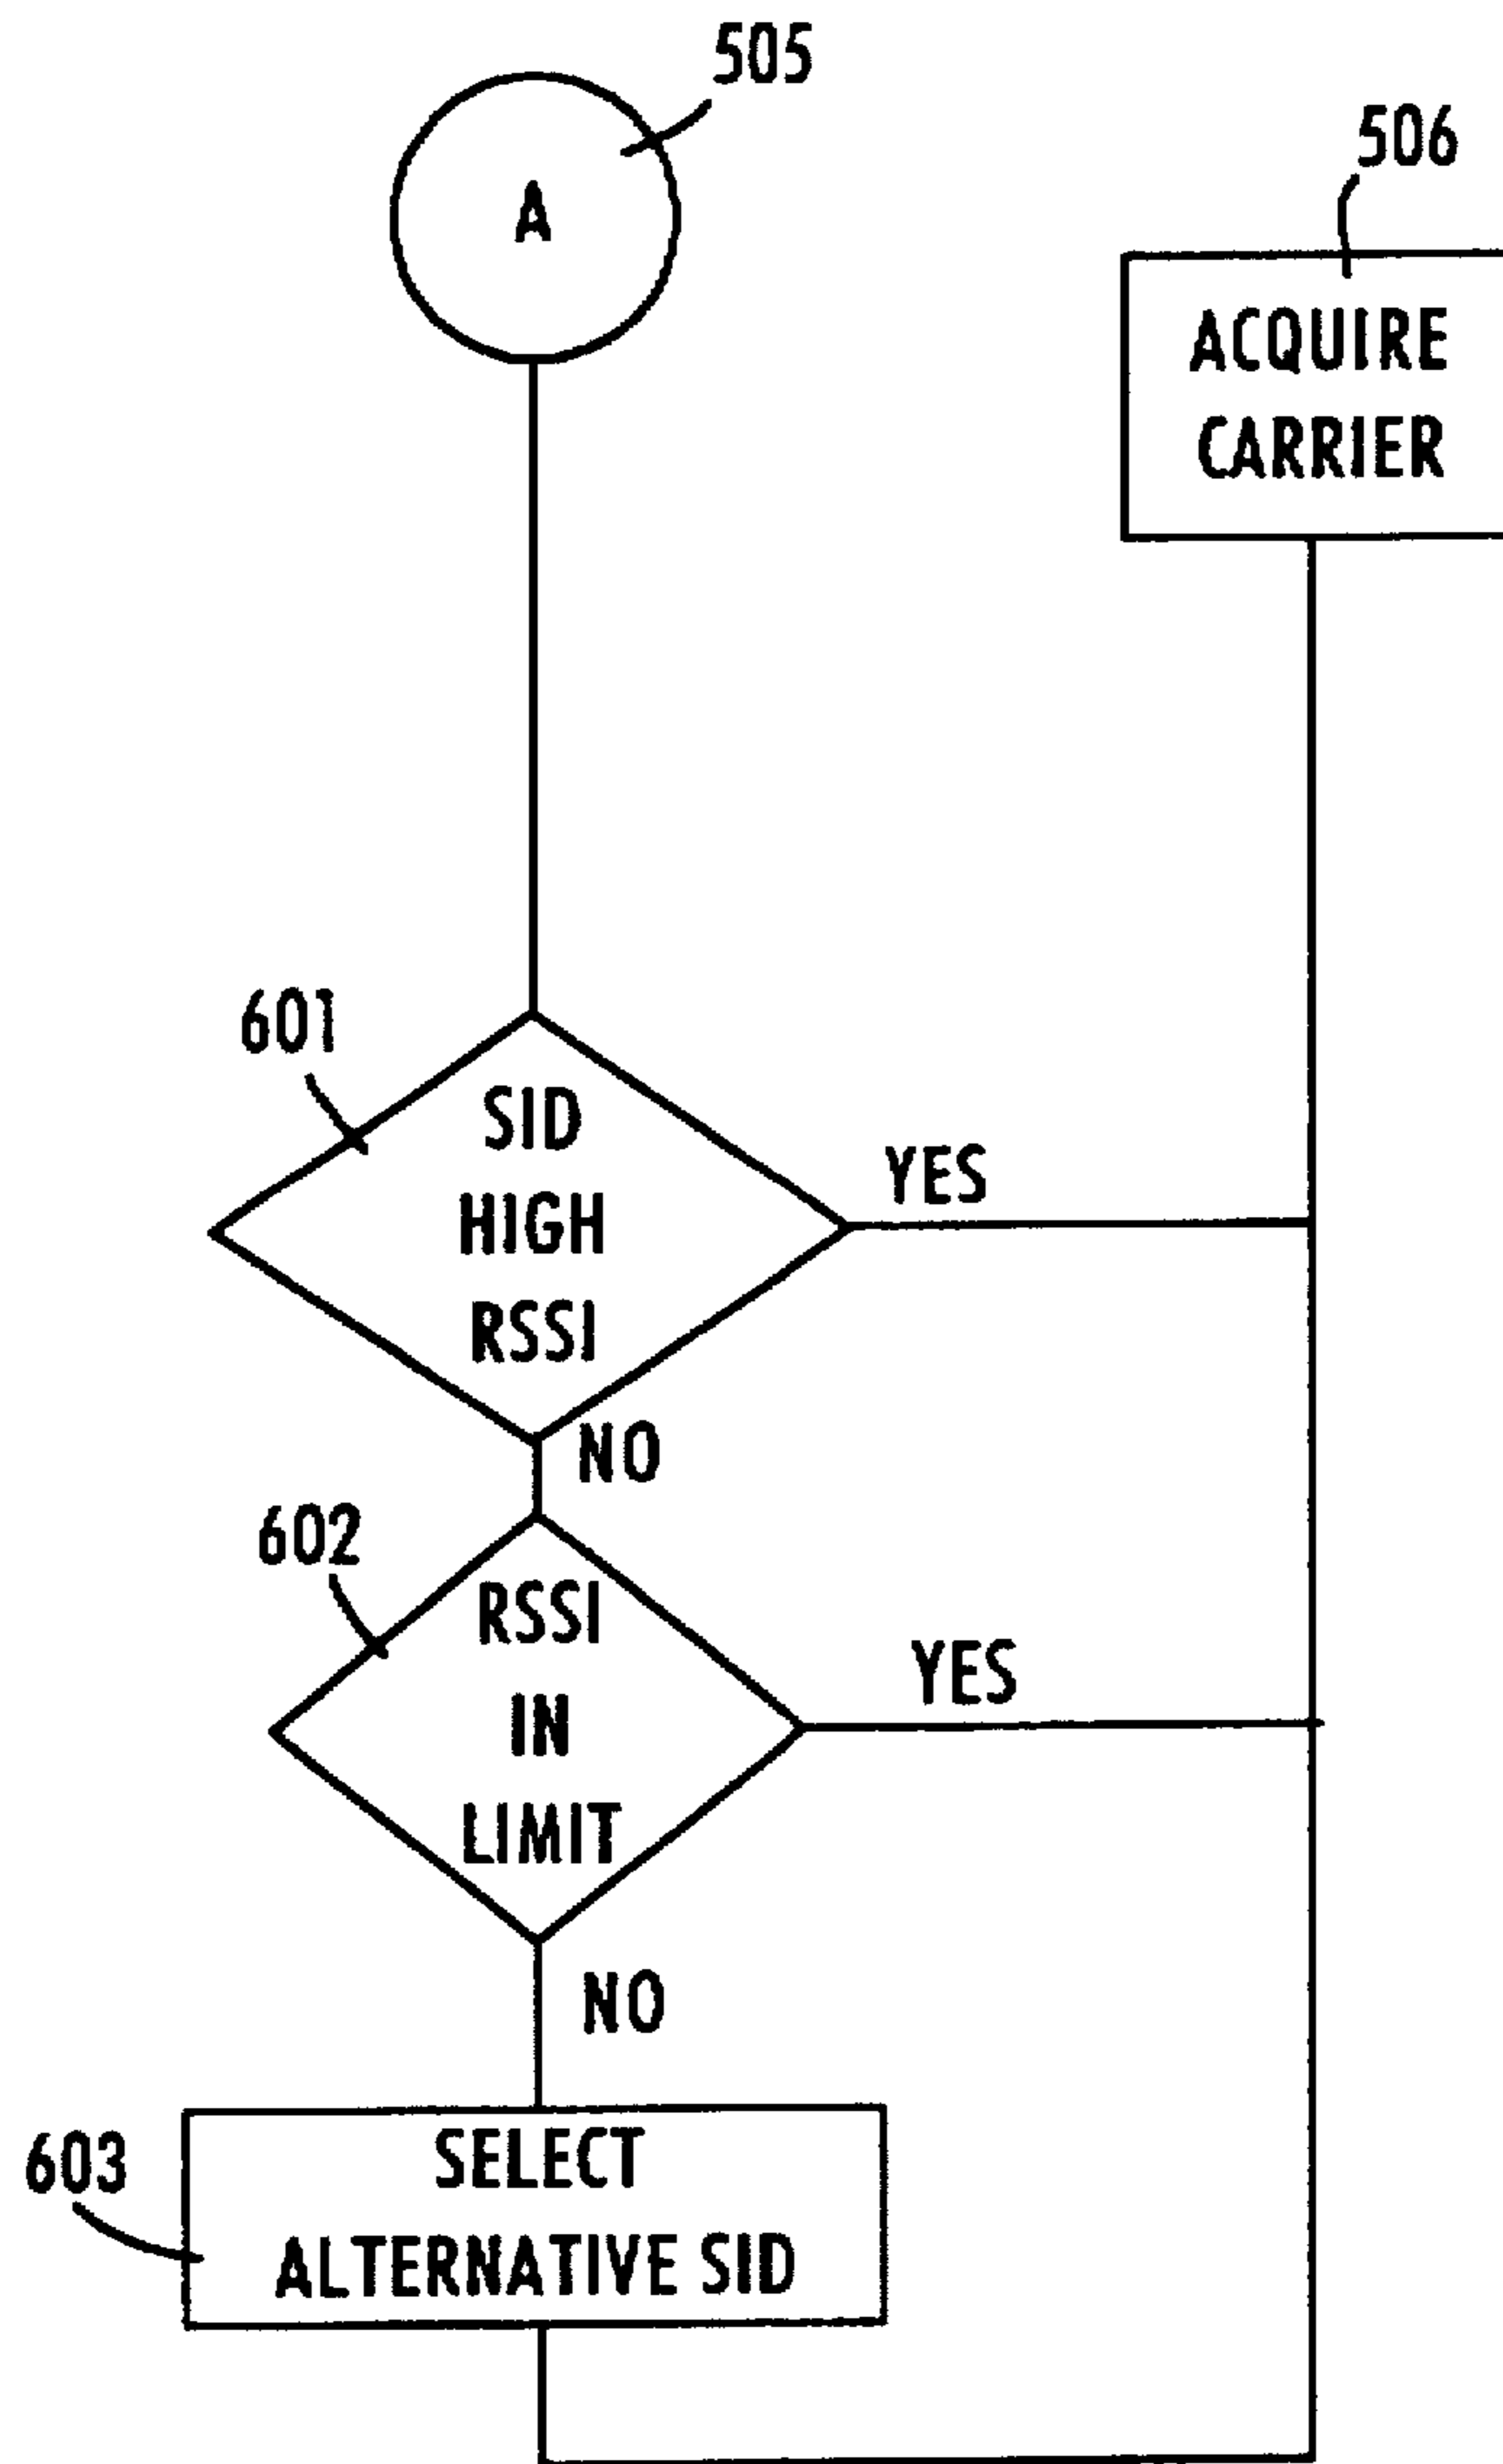 505
A
506
ACQUIRE
CARRIER
601
SID
HIGH
RSSI
YES
NO
602
RSSI
IN
LIMIT
YES
NO
603
SELECT
ALTERNATIVE SID